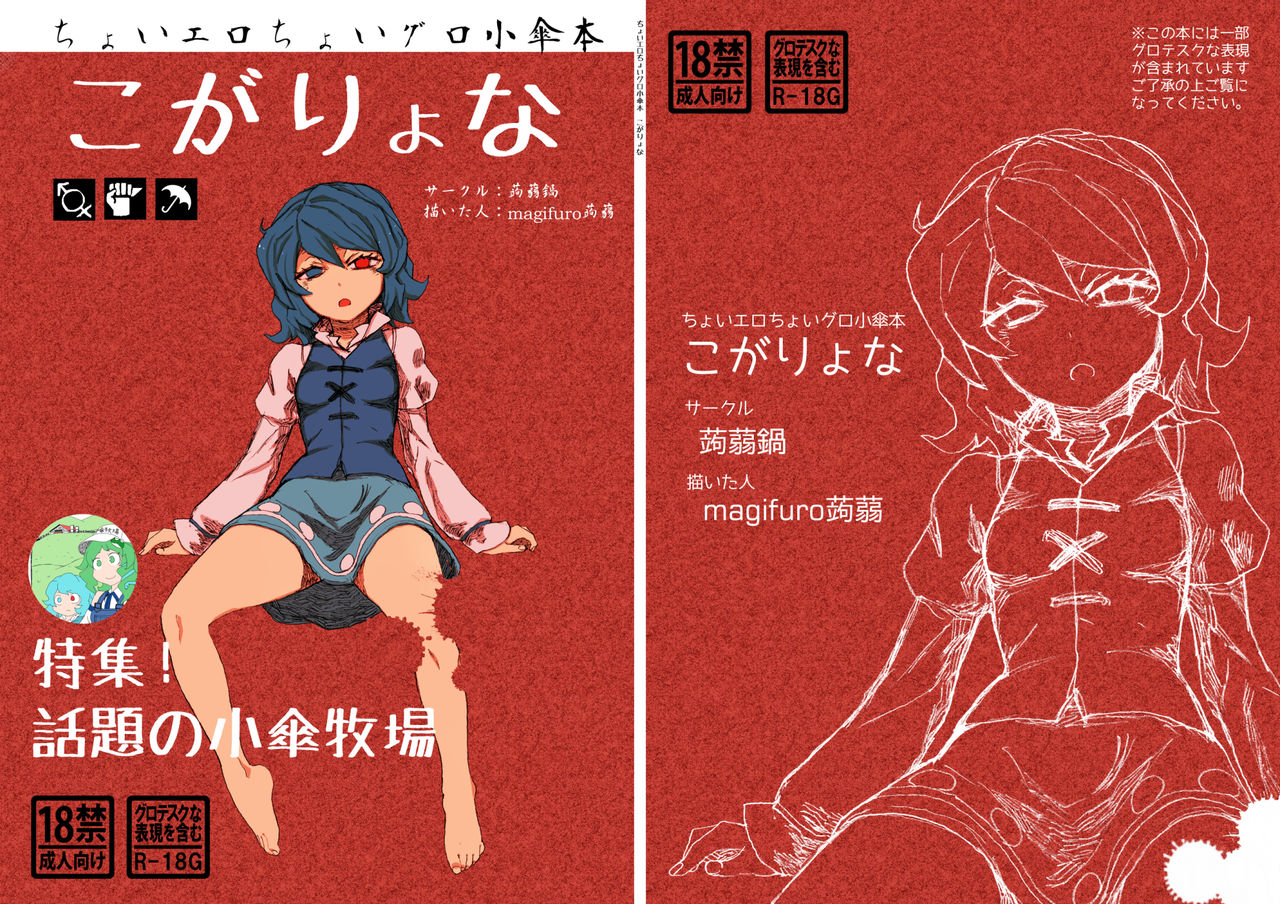 ちょいエロちょいグロ小傘本
こがりょな
サークル：蒟蒻鍋
描いた人：magifuro蒟蒻
特集！
話題の小傘牧場
18禁
成人向け
グロテスクな
表現を含む
R-18G
ちょいエロちょいグロ小傘本 こがりょな
18禁
成人向け
グロテスクな
表現を含む
R-18G
※この本には一部
グロテスクな表現
が含まれています
ご了承の上ご覧に
なってください。
ちょいエロちょいグロ小傘本
こがりょな
サークル
蒟蒻鍋
描いた人
magifuro蒟蒻